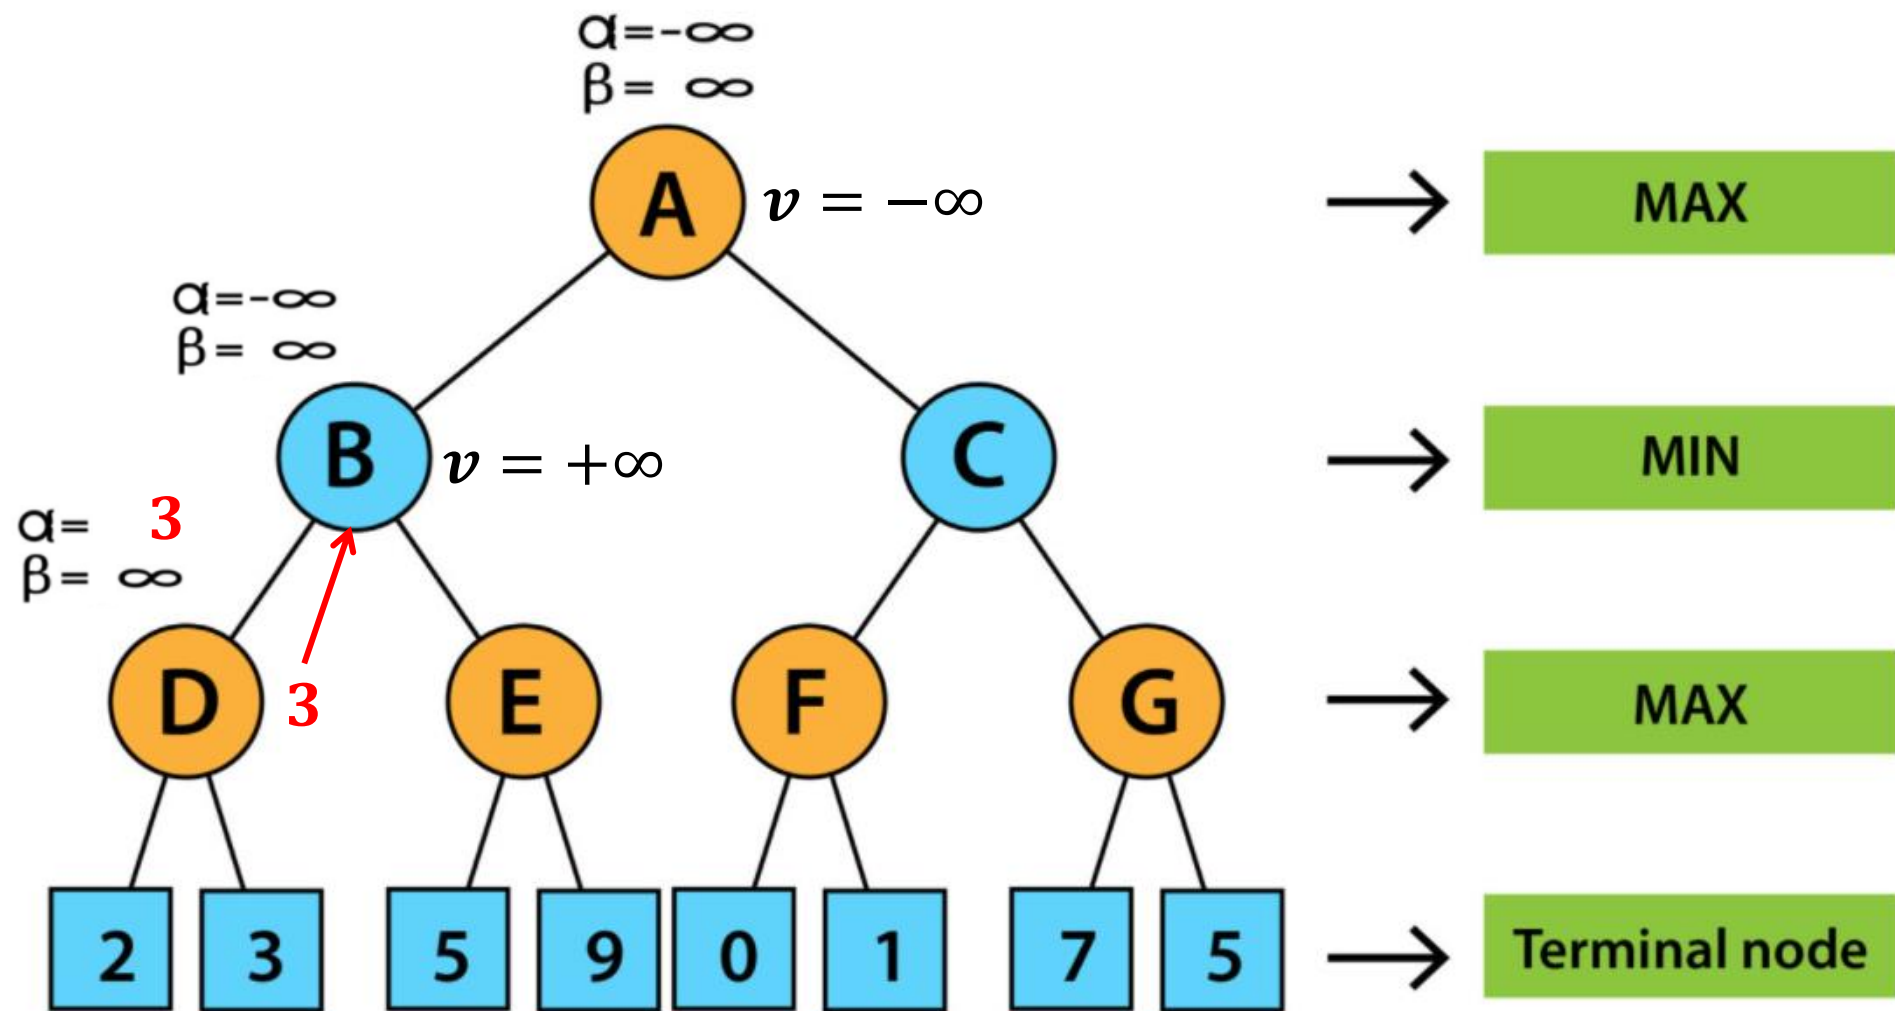 α=-∞
β= ∞
A
v = −∞
MAX
α=-∞
β= ∞
B
v = +∞
C
MIN
α= 3
β= ∞
D
3
E
F
G
MAX
2
3
5
9
0
1
7
5
Terminal node